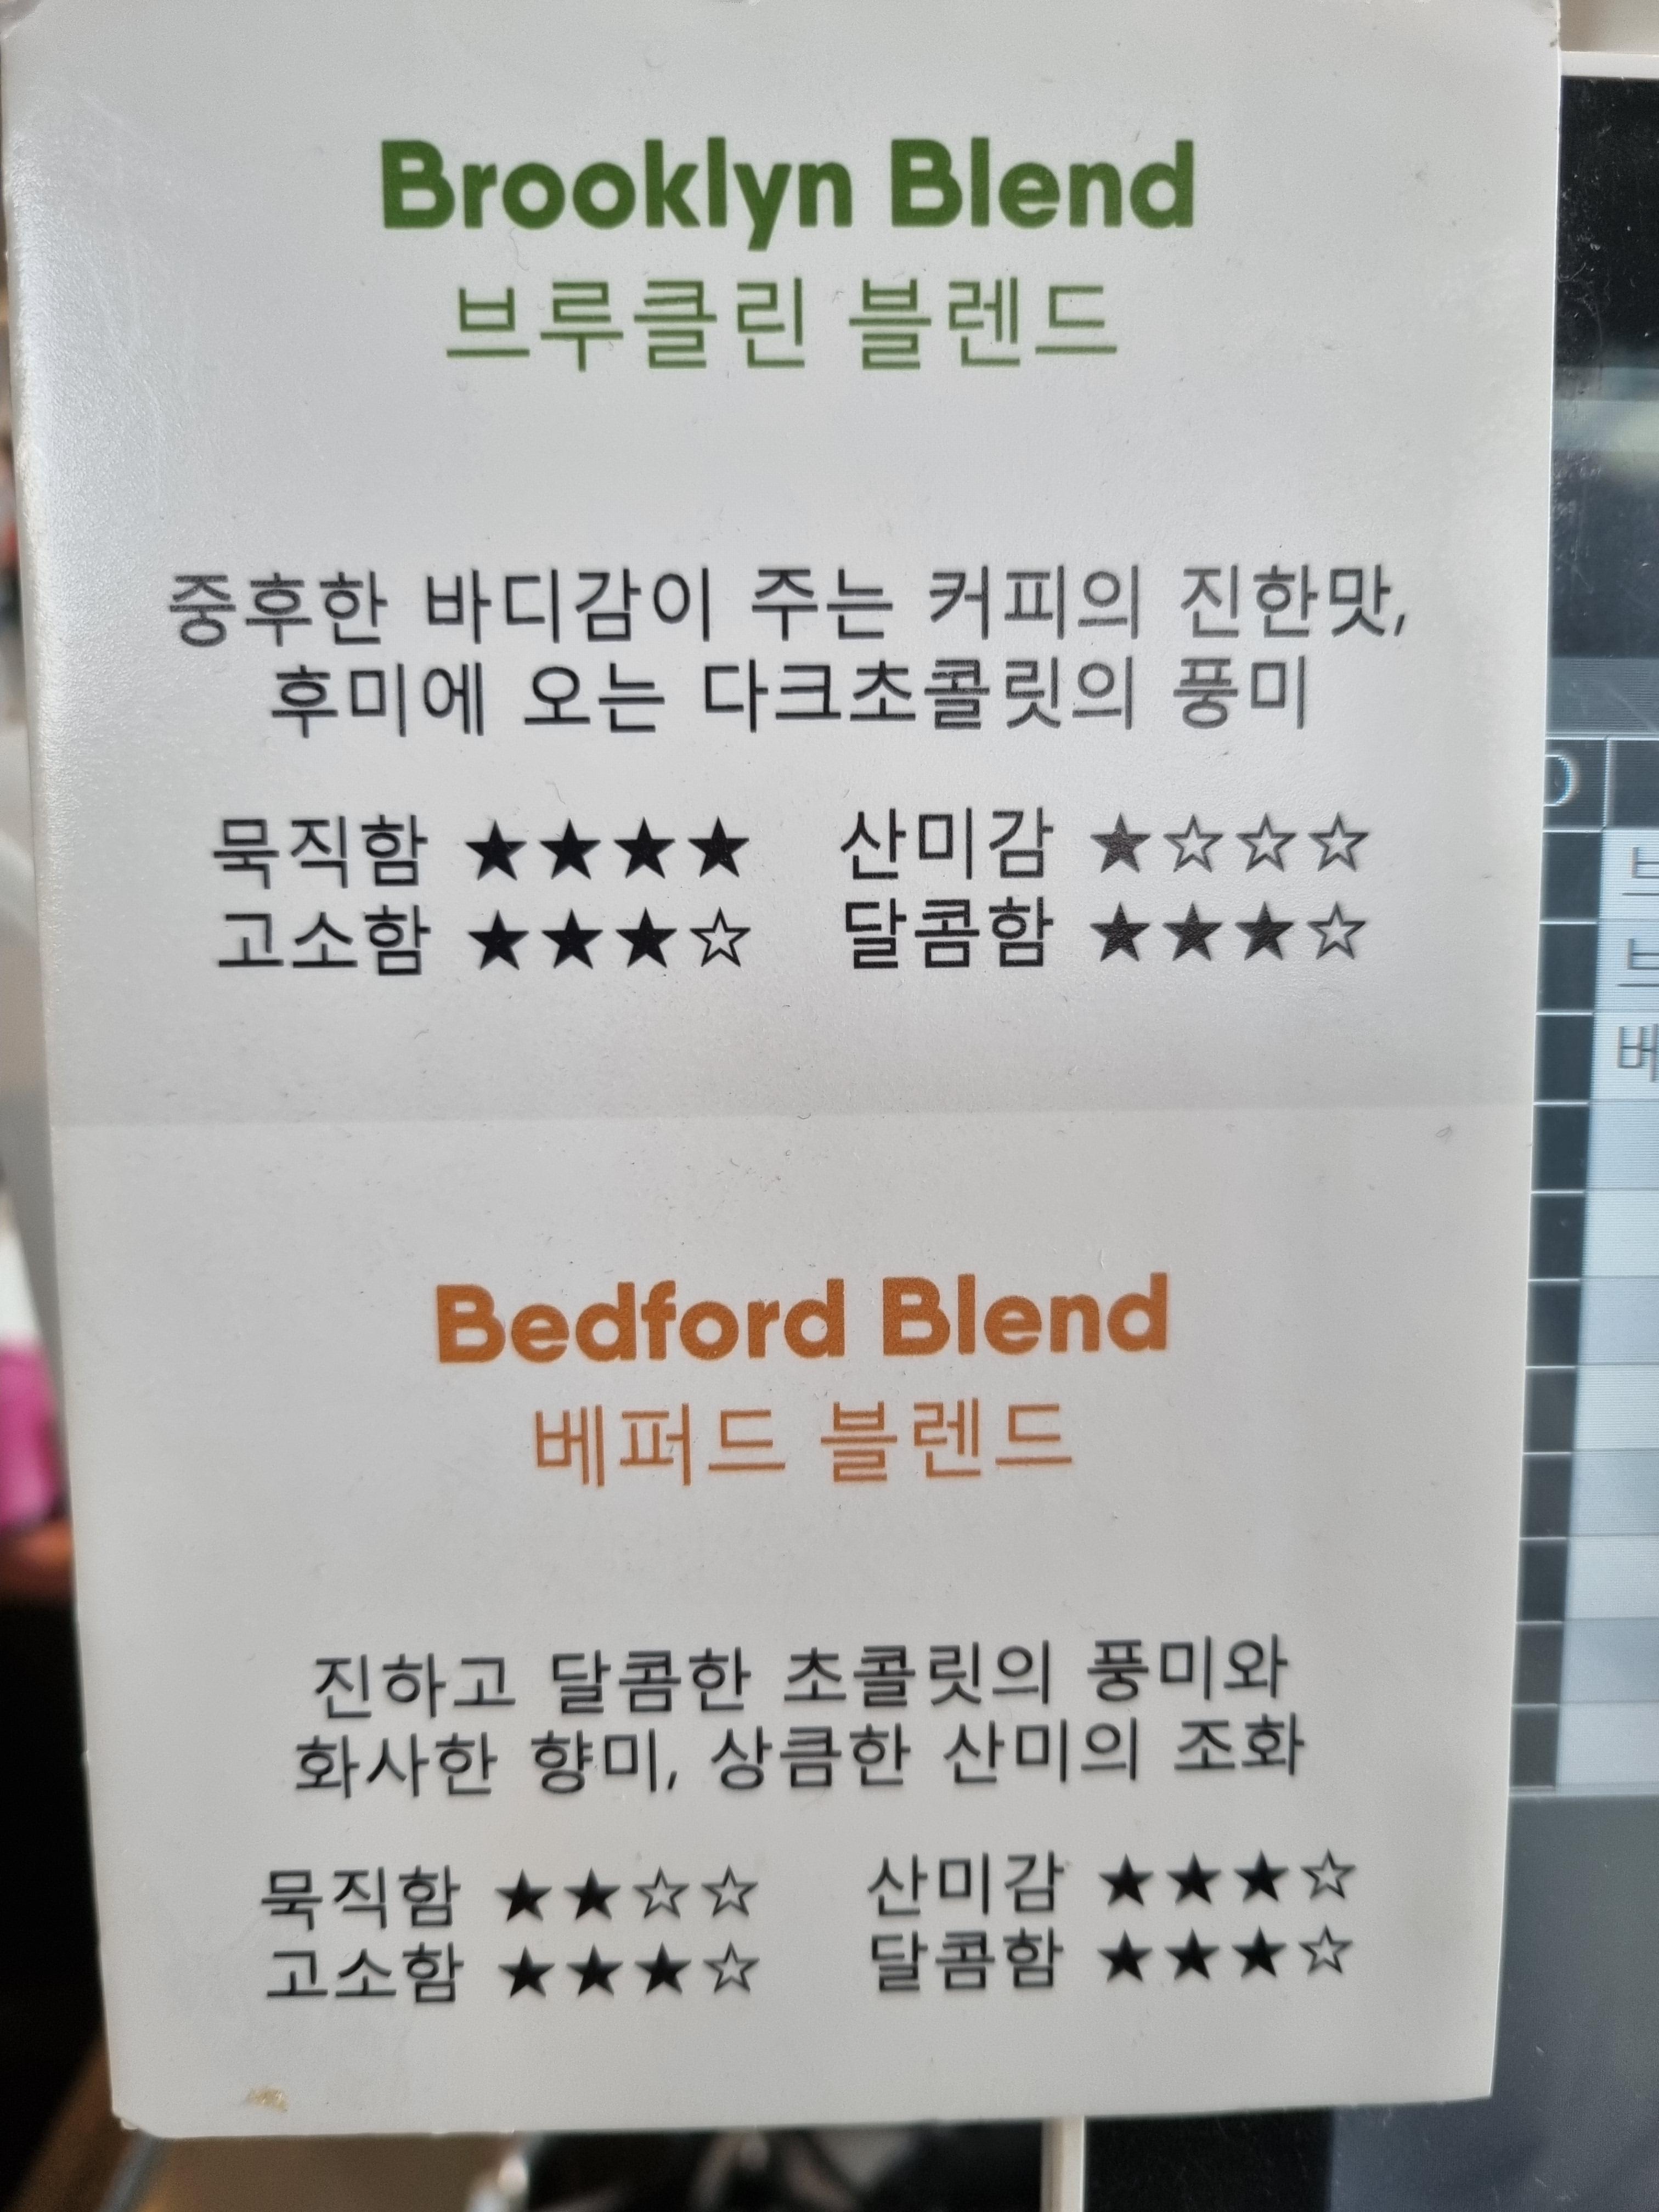 Brooklyn Blend
브루클린 블렌드
중후한 바디감이 주는 커피의 진한맛,
후미에 오는 다크초콜릿의 풍미
묵직함 ★★★★ 산미감 ★☆☆☆
고소함 ★★★☆ 달콤함 ★★★☆
Bedford Blend
베퍼드 블렌드
진하고 달콤한 초콜릿의 풍미와
화사한 향미, 상큼한 산미의 조화
묵직함 ★★☆☆ 산미감 ★★★☆
고소함 ★★★☆ 달콤함 ★★★☆